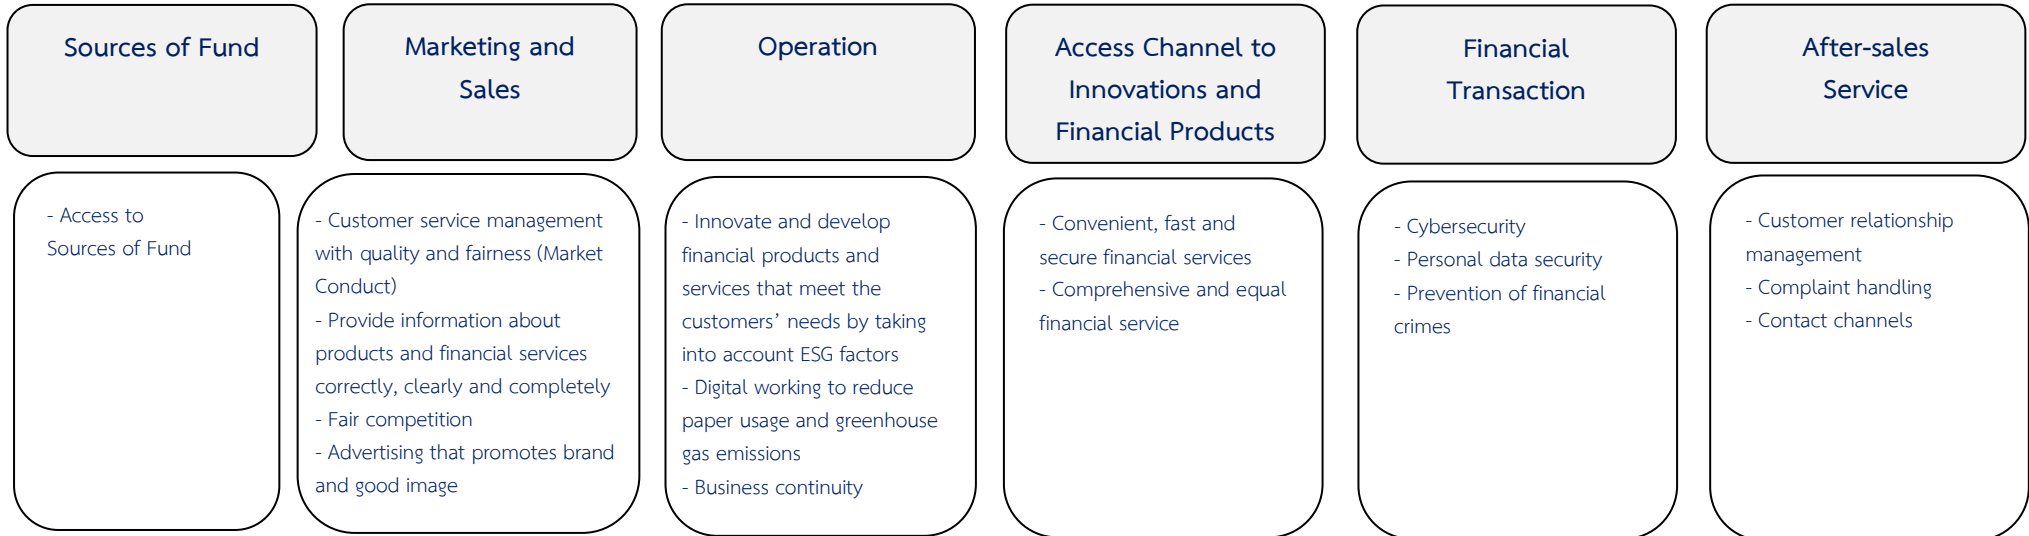 Sources of Fund
Marketing and
Sales
Operation
Access Channel to
Innovations and
Financial Products
Financial
Transaction
After-sales
Service
- Access to
Sources of Fund
- Customer service management
with quality and fairness (Market
Conduct)
- Provide information about
products and financial services
correctly, clearly and completely
- Fair competition
- Advertising that promotes brand
and good image
- Innovate and develop
financial products and
services that meet the
customers’ needs by taking
into account ESG factors
- Digital working to reduce
paper usage and greenhouse
gas emissions
- Business continuity
- Convenient, fast and
secure financial services
- Comprehensive and equal
financial service
- Cybersecurity
- Personal data security
- Prevention of financial
crimes
- Customer relationship
management
- Complaint handling
- Contact channels